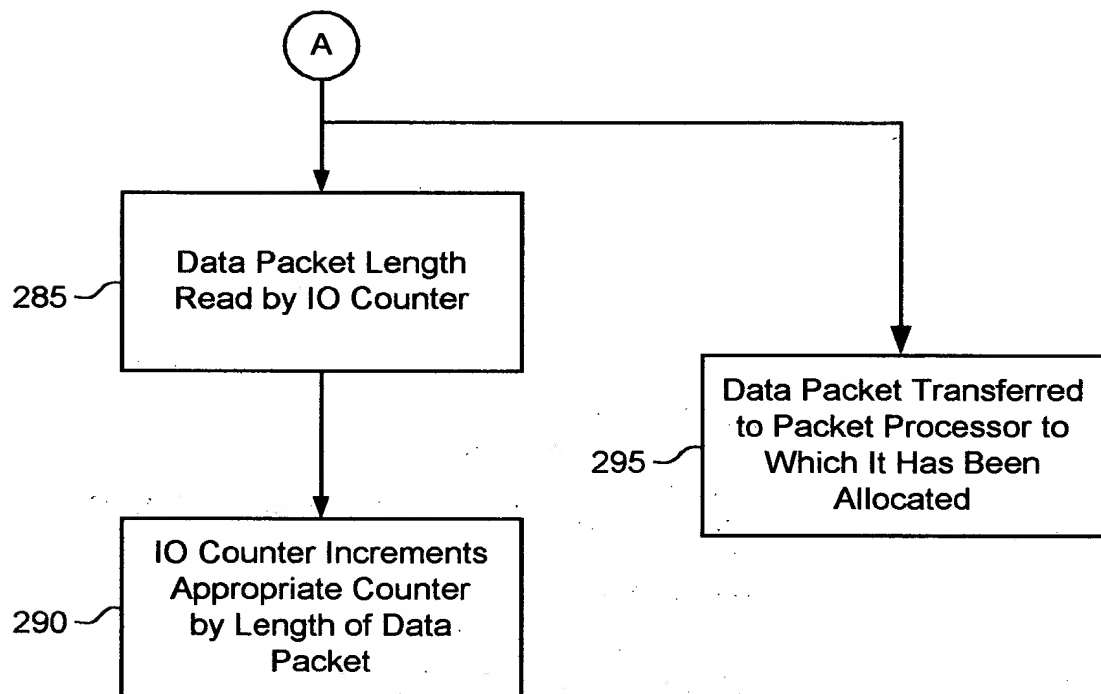 A
Data Packet Length
Read by IO Counter
285
Data Packet Transferred
to Packet Processor to
Which It Has Been
Allocated
295
IO Counter Increments
Appropriate Counter
by Length of Data
Packet
290